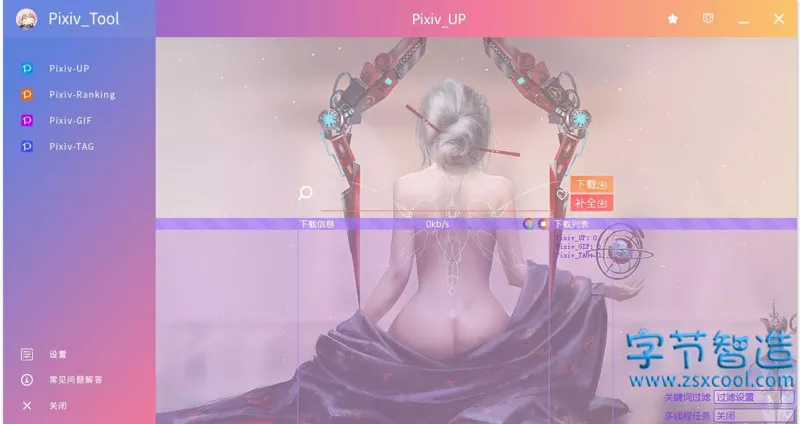 Pixiv_Tool
Pixiv_UP
Pixiv-UP
Pixiv-Ranking
Pixiv-GIF
Pixiv-TAG
下载
补全
下载信息
0kb/s
下载列表
Pixiv_UP: 0
Pixiv_GIF: 0
Pixiv_TAG:
字节智造
www.zsxcool.com
设置
常见问题解答
关闭
关键词过滤 过滤设置
多线程任务 关闭